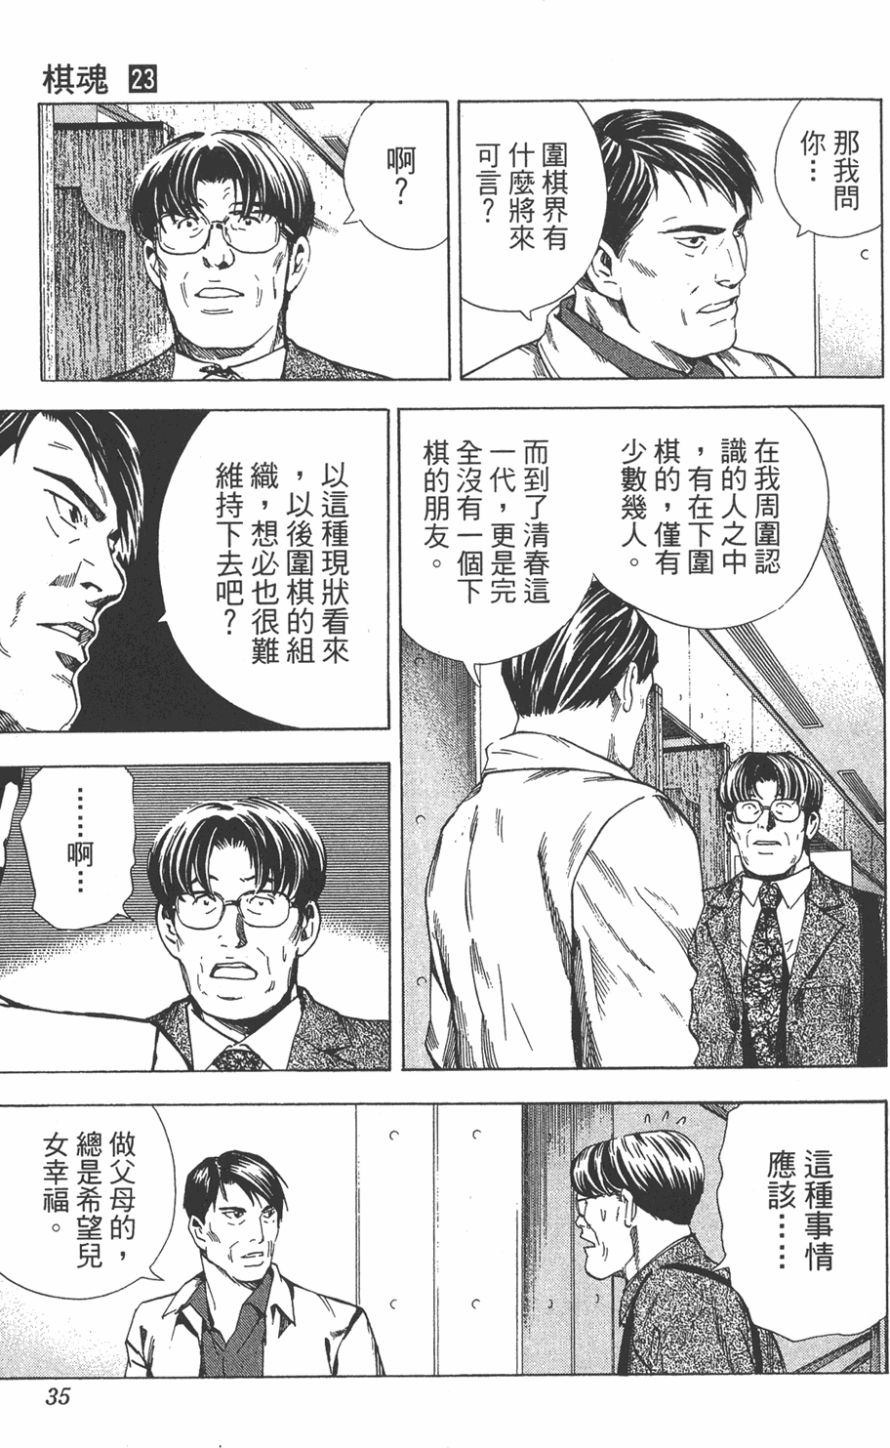 棋魂 23
那我問
你…
圍棋界有
什麼將來
可言？
啊？
在我周圍認
識的人之中
，有在下圍
棋的，僅有
少數幾人。
而到了清春這
一代，更是完
全沒有一個下
棋的朋友。
以這種現狀看來
，以後圍棋的組
織，想必也很難
維持下去吧？
……啊…
這種事情
應該……
做父母的，
總是希望兒
女幸福。
35